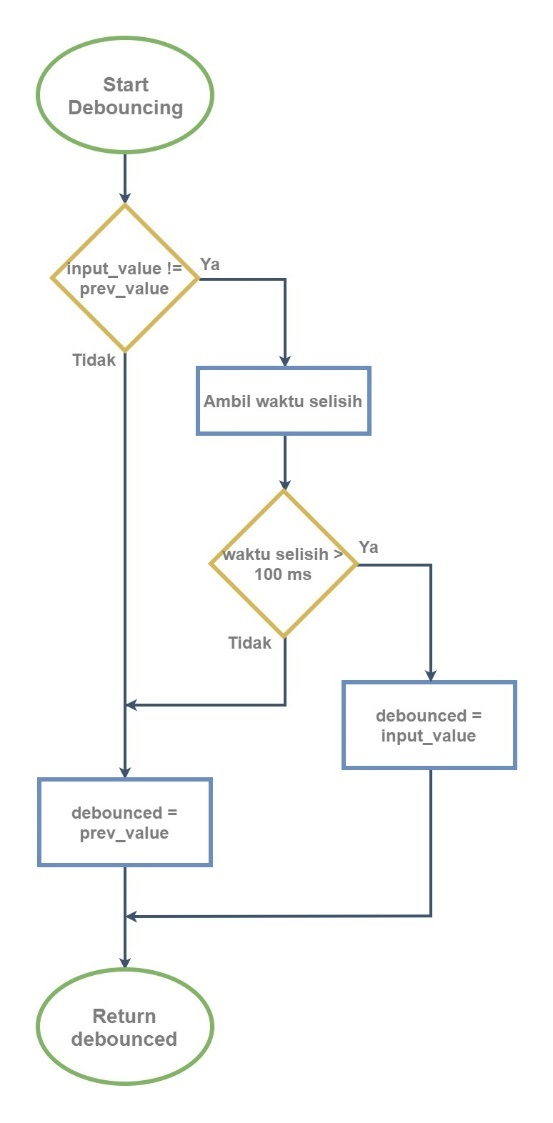 Start
Debouncing
input_value !=
prev_value
Ya
Tidak
Ambil waktu selisih
waktu selisih >
100 ms
Ya
Tidak
debounced =
input_value
debounced =
prev_value
Return
debounced